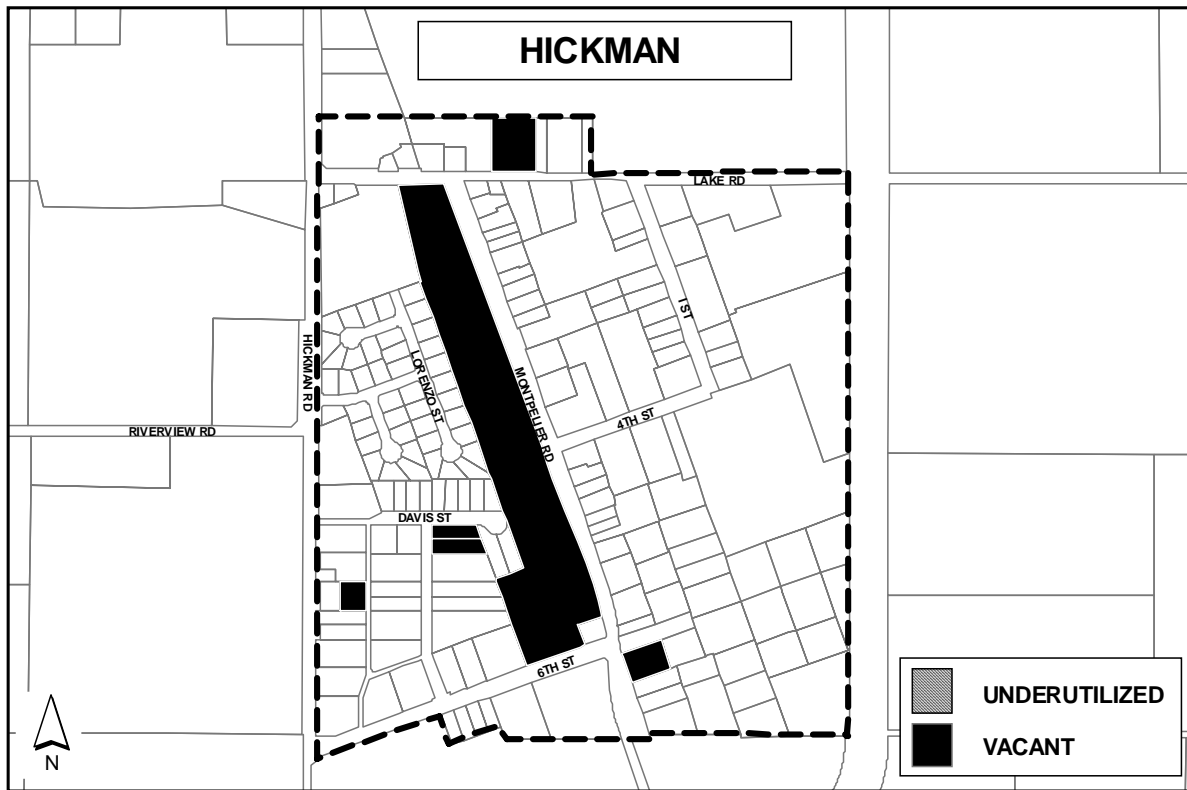 HICKMAN
LAKE RD
I ST
HICKMAN RD
LORENZO ST
MONTPELIER RD
4TH ST
RIVERVIEW RD
DAVIS ST
6TH ST
UNDERUTILIZED
VACANT
N